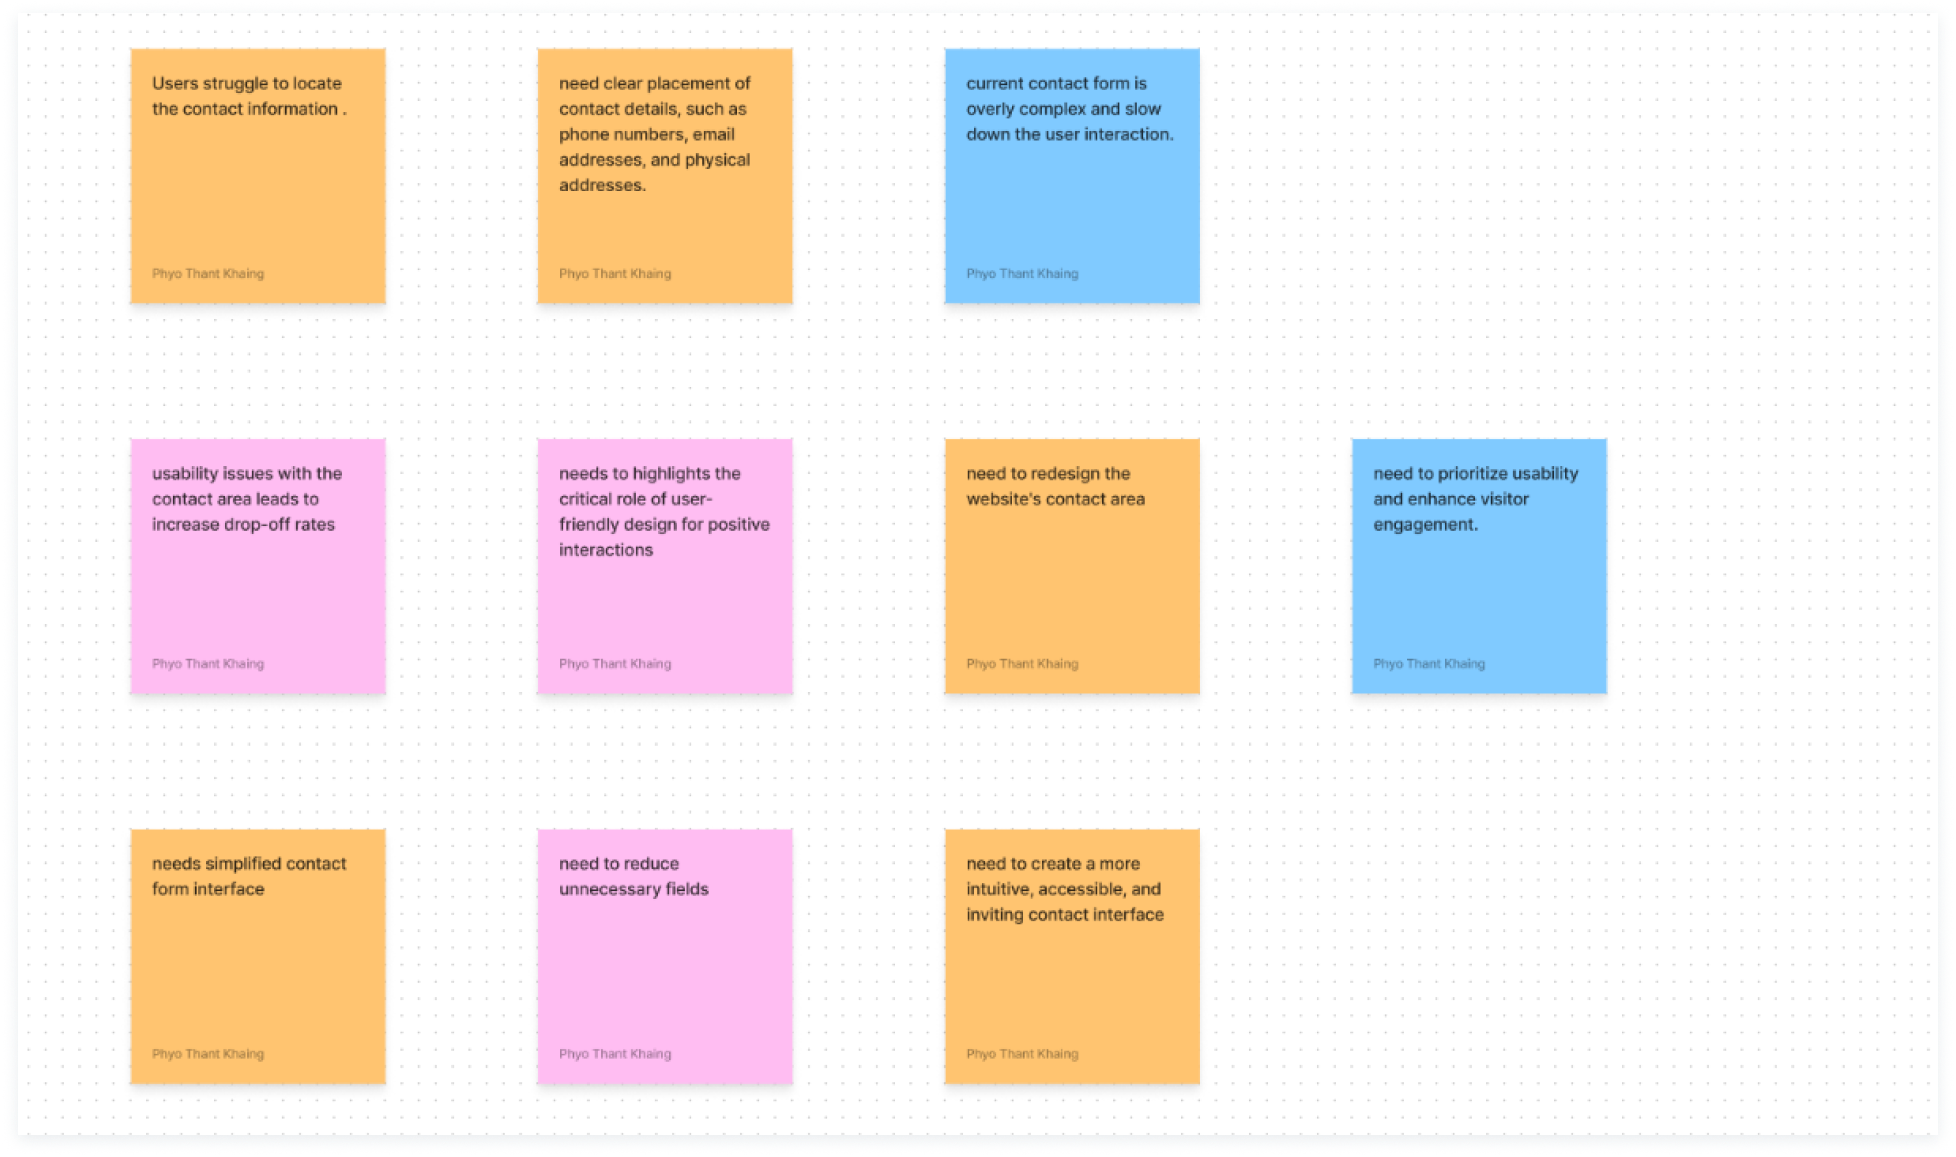 Users struggle to locate
the contact information .
Phyo Thant Khaing
need clear placement of
contact details, such as
phone numbers, email
addresses, and physical
addresses.
Phyo Thant Khaing
current contact form is
overly complex and slow
down the user interaction.
Phyo Thant Khaing
usability issues with the
contact area leads to
increase drop-off rates
Phyo Thant Khaing
needs to highlights the
critical role of user-
friendly design for positive
interactions
Phyo Thant Khaing
need to redesign the
website's contact area
Phyo Thant Khaing
need to prioritize usability
and enhance visitor
engagement.
Phyo Thant Khaing
needs simplified contact
form interface
Phyo Thant Khaing
need to reduce
unnecessary fields
Phyo Thant Khaing
need to create a more
intuitive, accessible, and
inviting contact interface
Phyo Thant Khaing